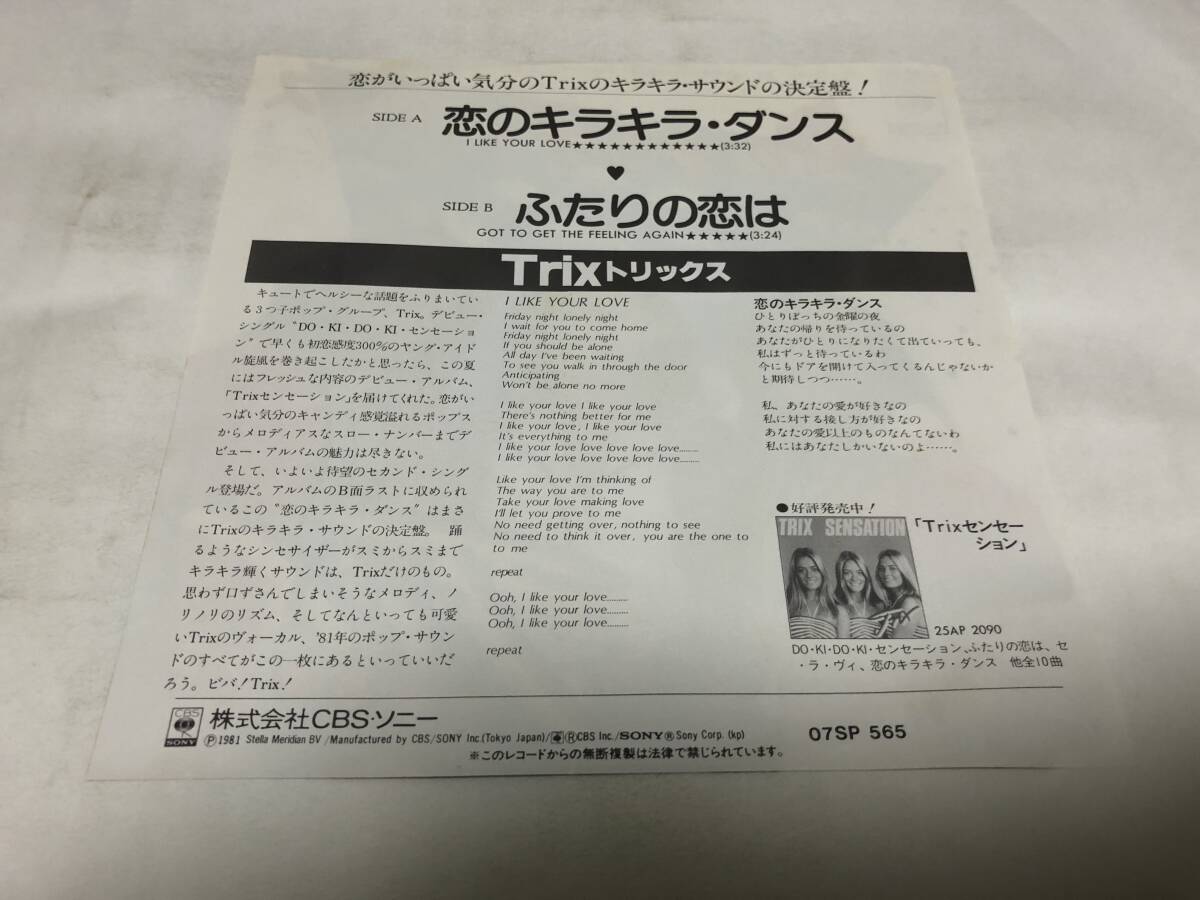 恋がいっぱい気分のTrixのキラキラ・サウンドの決定盤！
SIDE A 恋のキラキラ・ダンス
I LIKE YOUR LOVE★★★★★★★★★★★★(3:32)
♥
SIDE B ふたりの恋は
GOT TO GET THE FEELING AGAIN★★★★★(3:24)
Trixトリックス
キュートでヘルシーな話題をふりまいてい
る3つ子ポップ・グループ、Trix。デビュー・
シングル“DO・KI・DO・KI・センセーショ
ン”で早くも初恋感度300%のヤング・アイド
ル旋風を巻き起こしたかと思ったら、この夏
にはフレッシュな内容のデビュー・アルバム、
「Trixセンセーション」を届けてくれた。恋がい
っぱい気分のキャンディ感覚溢れるポップス
からメロディアスなスロー・ナンバーまでデ
ビュー・アルバムの魅力は尽きない。
そして、いよいよ待望のセカンド・シング
ル登場だ。アルバムのB面ラストに収められ
ているこの“恋のキラキラ・ダンス”はまさ
にTrixのキラキラ・サウンドの決定盤。踊
るようなシンセサイザーがスミからスミまで
キラキラ輝くサウンドは、Trixだけのもの。
思わず口ずさんでしまいそうなメロディ、ノ
リノリのリズム、そしてなんといっても可愛
いTrixのヴォーカル、'81年のポップ・サウン
ドのすべてがこの一枚にあるといっていいだ
ろう。ビバ！Trix！
I LIKE YOUR LOVE
Friday night lonely night
I wait for you to come home
Friday night lonely night
If you should be alone
All day I've been waiting
To see you walk in through the door
Anticipating
Won't be alone no more
I like your love I like your love
There's nothing better for me
I like your love, I like your love
It's everything to me
I like your love love love love love.........
I like your love love love love love.........
Like your love I'm thinking of
The way you are to me
Take your love making love
I'll let you prove to me
No need getting over, nothing to see
No need to think it over, you are the one to
to me
repeat
Ooh, I like your love.........
Ooh, I like your love.........
Ooh, I like your love.........
repeat
恋のキラキラ・ダンス
ひとりぼっちの金曜の夜
あなたの帰りを待っているの
あなたがひとりになりたくて出ていっても、
私はずっと待っているわ
今にもドアを開けて入ってくるんじゃないか
と期待しつつ……。
私、あなたの愛が好きなの
私に対する接し方が好きなの
あなたの愛以上のものなんてないわ
私にはあなたしかいないのよ……。
●好評発売中！
TRIX SENSATION
Trix
「Trixセンセー
ション」
25AP 2090
DO・KI・DO・KI・センセーション、ふたりの恋は、セ
・ラ・ヴィ、恋のキラキラ・ダンス 他全10曲
CBS
SONY
株式会社CBS・ソニー
Ⓟ1981 Stella Meridian BV /Manufactured by CBS/SONY Inc.(Tokyo Japan)/®CBS Inc./SONY®Sony Corp. (kp)
※このレコードからの無断複製は法律で禁じられています。
07SP 565